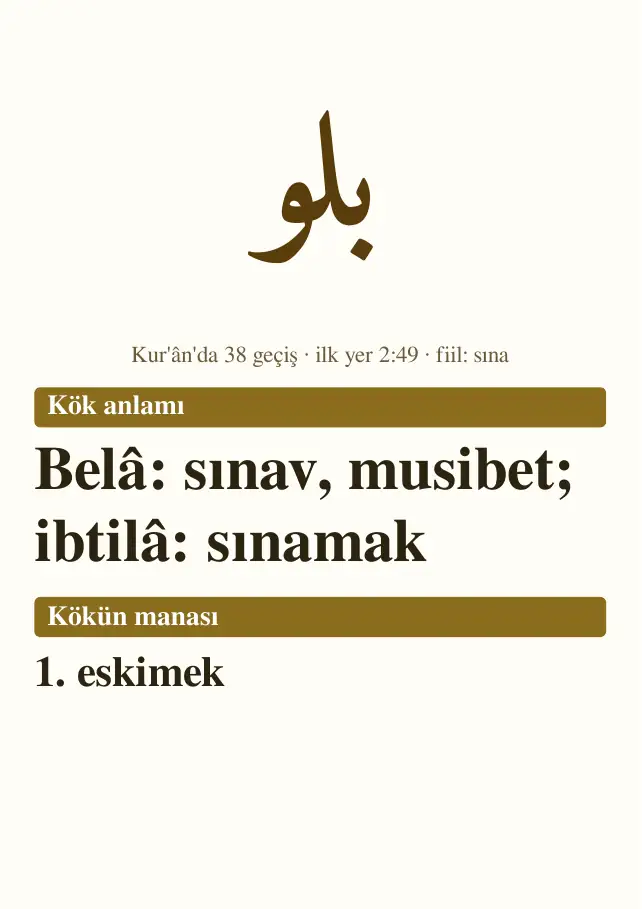 بلو
Kur'ân'da 38 geçiş · ilk yer 2:49 · fiil: sına
Kök anlamı
Belâ: sınav, musibet;
ibtilâ: sınamak
Kökün manası
1. eskimek